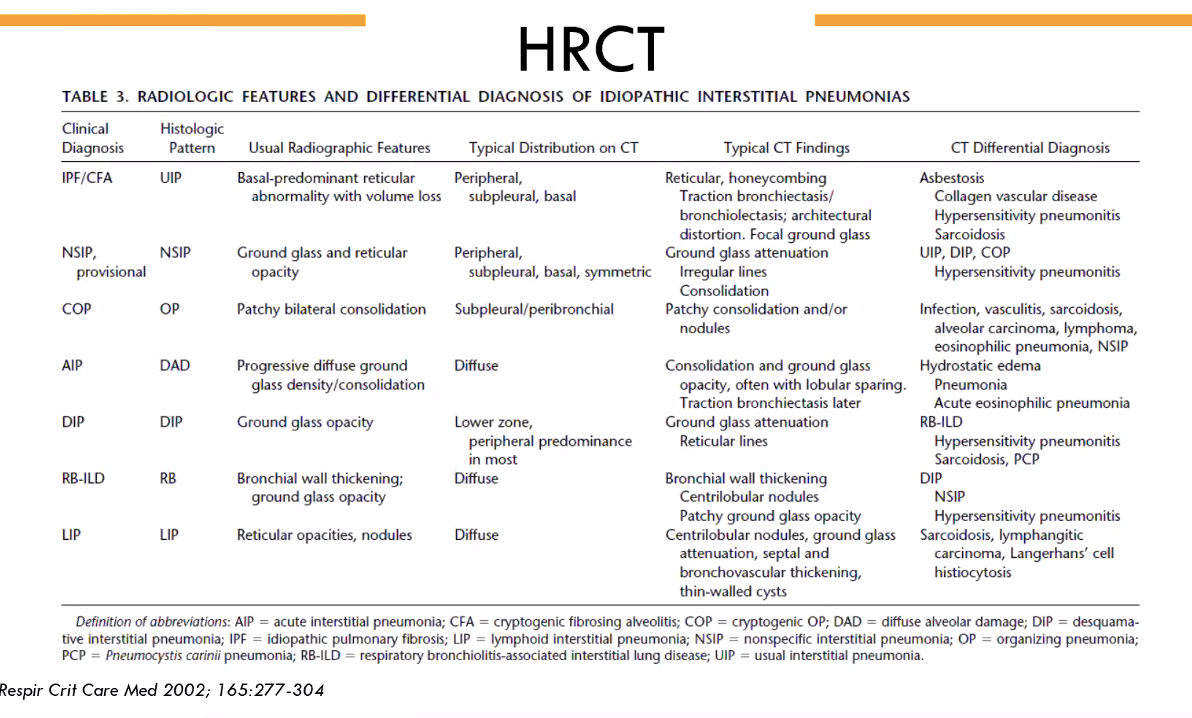 HRCT
TABLE 3. RADIOLOGIC FEATURES AND DIFFERENTIAL DIAGNOSIS OF IDIOPATHIC INTERSTITIAL PNEUMONIAS
Clinical Diagnosis | Histologic Pattern | Usual Radiographic Features | Typical Distribution on CT | Typical CT Findings | CT Differential Diagnosis
IPF/CFA | UIP | Basal-predominant reticular | Peripheral, | Reticular, honeycombing | Asbestosis
abnormality with volume loss | subpleural, basal | Traction bronchiectasis/ | Collagen vascular disease
bronchiolectasis; architectural | Hypersensitivity pneumonitis
distortion. Focal ground glass | Sarcoidosis
NSIP, | NSIP | Ground glass and reticular | Peripheral, | Ground glass attenuation | UIP, DIP, COP
provisional | opacity | subpleural, basal, symmetric | Irregular lines | Hypersensitivity pneumonitis
Consolidation
COP | OP | Patchy bilateral consolidation | Subpleural/peribronchial | Patchy consolidation and/or | Infection, vasculitis, sarcoidosis,
nodules | alveolar carcinoma, lymphoma,
eosinophilic pneumonia, NSIP
AIP | DAD | Progressive diffuse ground | Diffuse | Consolidation and ground glass | Hydrostatic edema
glass density/consolidation | opacity, often with lobular sparing. | Pneumonia
Traction bronchiectasis later | Acute eosinophilic pneumonia
DIP | DIP | Ground glass opacity | Lower zone, | Ground glass attenuation | RB-ILD
peripheral predominance | Reticular lines | Hypersensitivity pneumonitis
in most | Sarcoidosis, PCP
RB-ILD | RB | Bronchial wall thickening; | Diffuse | Bronchial wall thickening | DIP
ground glass opacity | Centrilobular nodules | NSIP
Patchy ground glass opacity | Hypersensitivity pneumonitis
LIP | LIP | Reticular opacities, nodules | Diffuse | Centrilobular nodules, ground glass | Sarcoidosis, lymphangitic
attenuation, septal and | carcinoma, Langerhans' cell
bronchovascular thickening, | histiocytosis
thin-walled cysts
Definition of abbreviations: AIP = acute interstitial pneumonia; CFA = cryptogenic fibrosing alveolitis; COP = cryptogenic OP; DAD = diffuse alveolar damage; DIP = desquama-
tive interstitial pneumonia; IPF = idiopathic pulmonary fibrosis; LIP = lymphoid interstitial pneumonia; NSIP = nonspecific interstitial pneumonia; OP = organizing pneumonia;
PCP = Pneumocystis carinii pneumonia; RB-ILD = respiratory bronchiolitis-associated interstitial lung disease; UIP = usual interstitial pneumonia.
Respir Crit Care Med 2002; 165:277-304